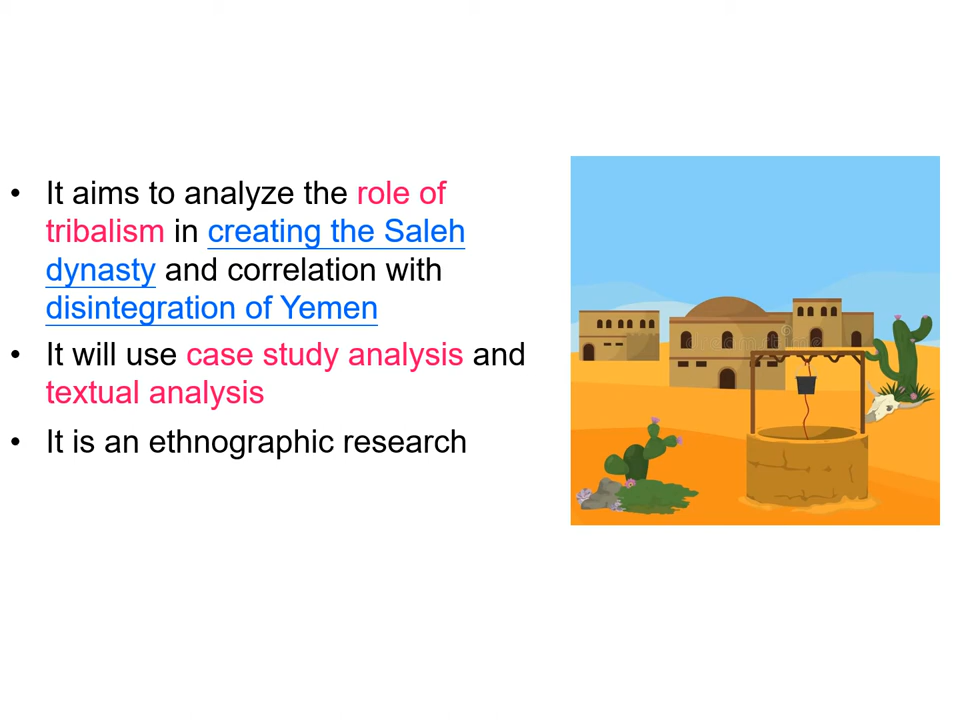 • It aims to analyze the role of
tribalism in creating the Saleh
dynasty and correlation with
disintegration of Yemen
• It will use case study analysis and
textual analysis
• It is an ethnographic research